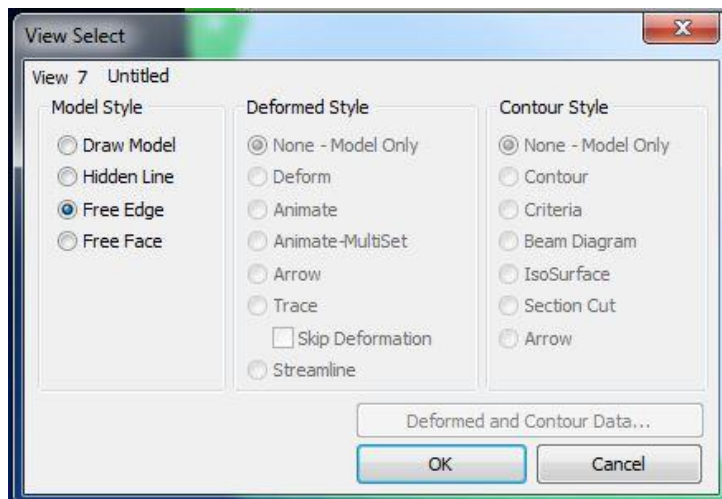 View Select
View 7 Untitled
Model Style
Draw Model
Hidden Line
Free Edge
Free Face
Deformed Style
None - Model Only
Deform
Animate
Animate-MultiSet
Arrow
Trace
Skip Deformation
Streamline
Contour Style
None - Model Only
Contour
Criteria
Beam Diagram
IsoSurface
Section Cut
Arrow
Deformed and Contour Data...
OK
Cancel